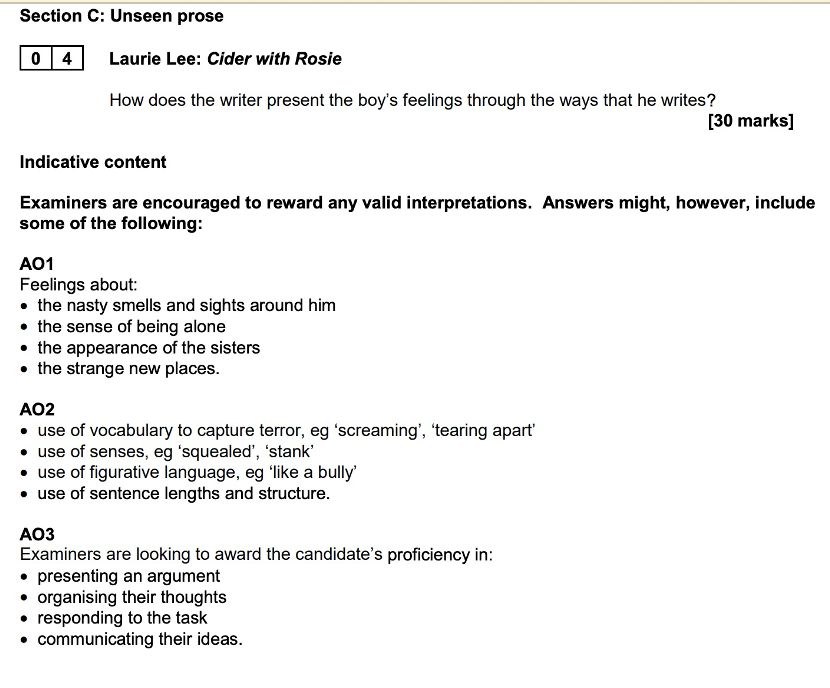 Section C: Unseen prose
0 4 Laurie Lee: Cider with Rosie
How does the writer present the boy's feelings through the ways that he writes?
[30 marks]
Indicative content
Examiners are encouraged to reward any valid interpretations. Answers might, however, include
some of the following:
AO1
Feelings about:
• the nasty smells and sights around him
• the sense of being alone
• the appearance of the sisters
• the strange new places.
AO2
• use of vocabulary to capture terror, eg 'screaming', 'tearing apart'
• use of senses, eg 'squealed', 'stank'
• use of figurative language, eg 'like a bully'
• use of sentence lengths and structure.
AO3
Examiners are looking to award the candidate's proficiency in:
• presenting an argument
• organising their thoughts
• responding to the task
• communicating their ideas.